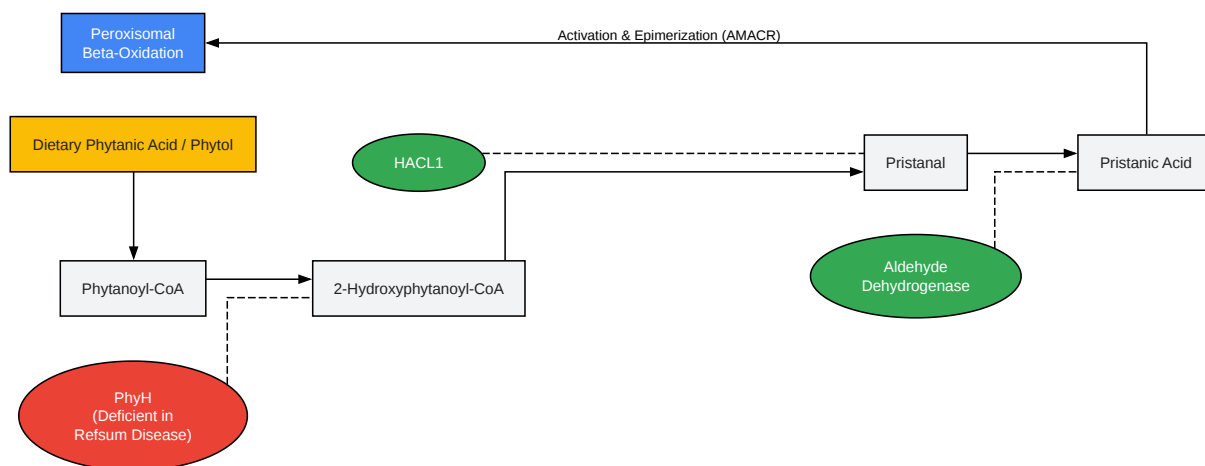 Peroxisomal
Beta-Oxidation
Activation & Epimerization (AMACR)
Dietary Phytanic Acid / Phytol
HACL1
Pristanal
Pristanic Acid
Phytanoyl-CoA
2-Hydroxyphytanoyl-CoA
Aldehyde
Dehydrogenase
PhyH
(Deficient in
Refsum Disease)